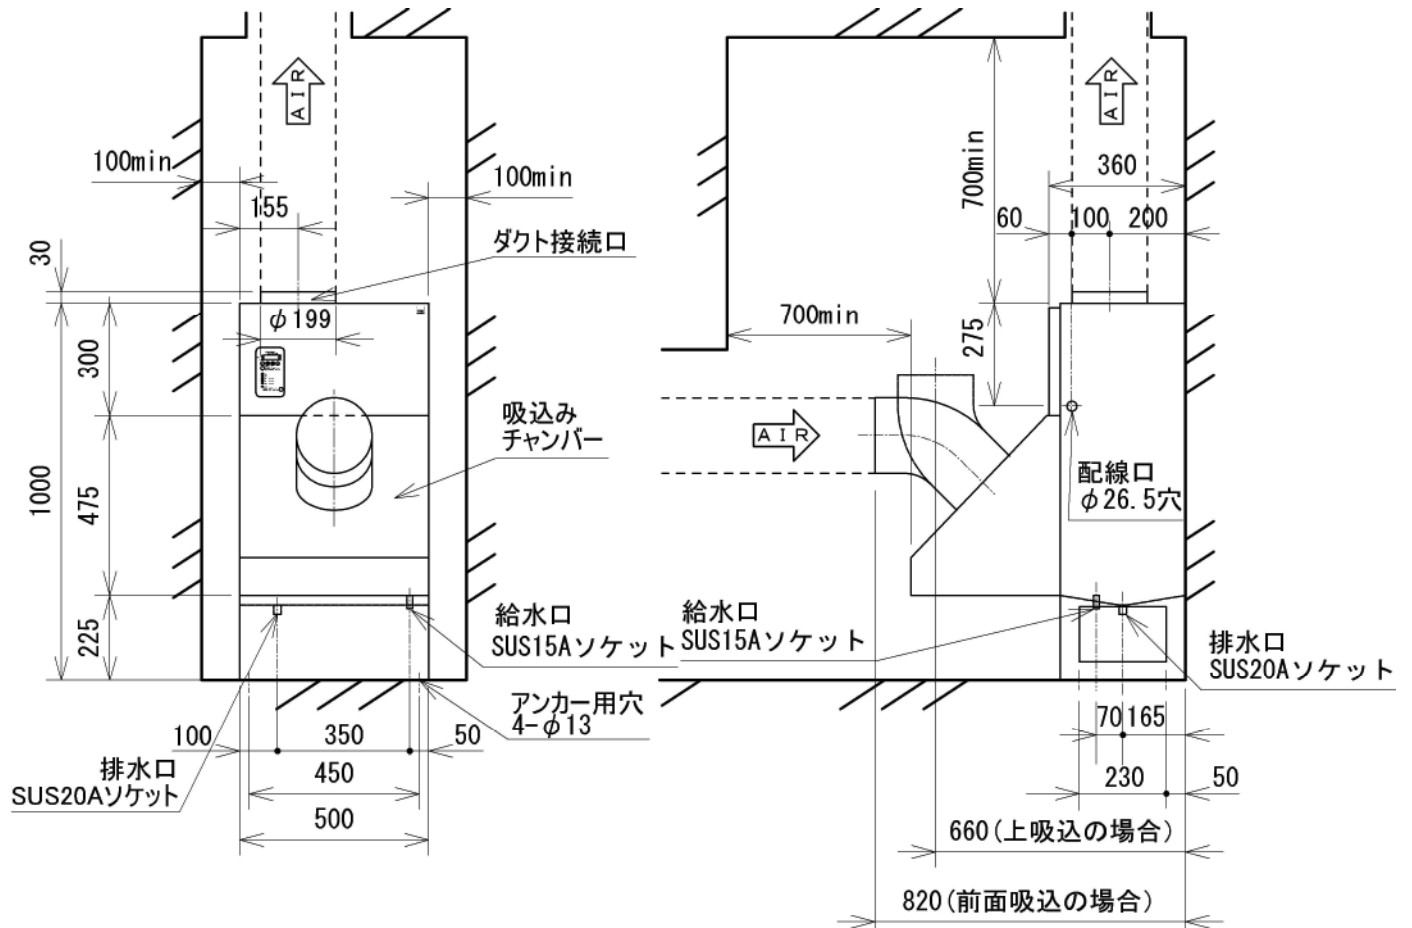 AIR
100min
100min
155
ダクト接続口
30
φ199
300
吸込み
チャンバー
1000
475
225
給水口
SUS15Aソケット
アンカー用穴
4-φ13
100
350
50
排水口
SUS20Aソケット
450
500
AIR
700min
360
60
100
200
700min
275
AIR
配線口
φ26.5穴
給水口
SUS15Aソケット
排水口
SUS20Aソケット
70
165
230
50
660(上吸込の場合)
820(前面吸込の場合)